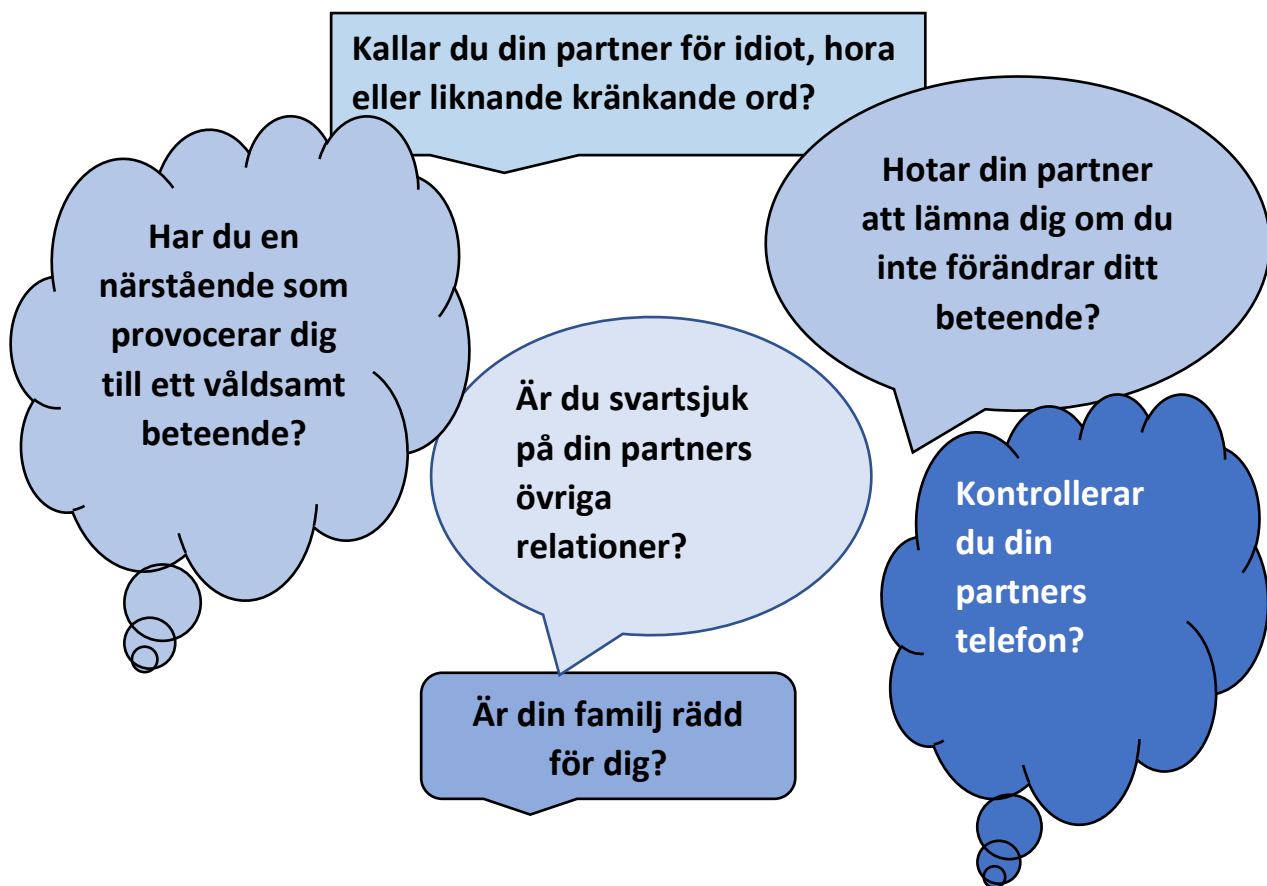 Kallar du din partner för idiot, hora
eller liknande kränkande ord?
Hotar din partner
att lämna dig om du
inte förändrar ditt
beteende?
Har du en
närstående som
provocerar dig
till ett våldsamt
beteende?
Är du svartsjuk
på din partners
övriga
relationer?
Kontrollerar
du din
partners
telefon?
Är din familj rädd
för dig?